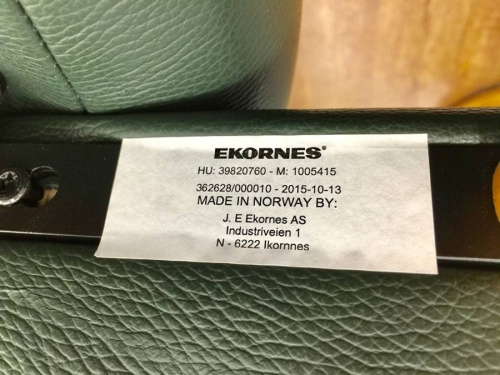 EKORNES®
HU: 39820760 - M: 1005415
362628/000010 - 2015-10-13
MADE IN NORWAY BY:
J. E Ekornes AS
Industriveien 1
N - 6222 Ikornnes